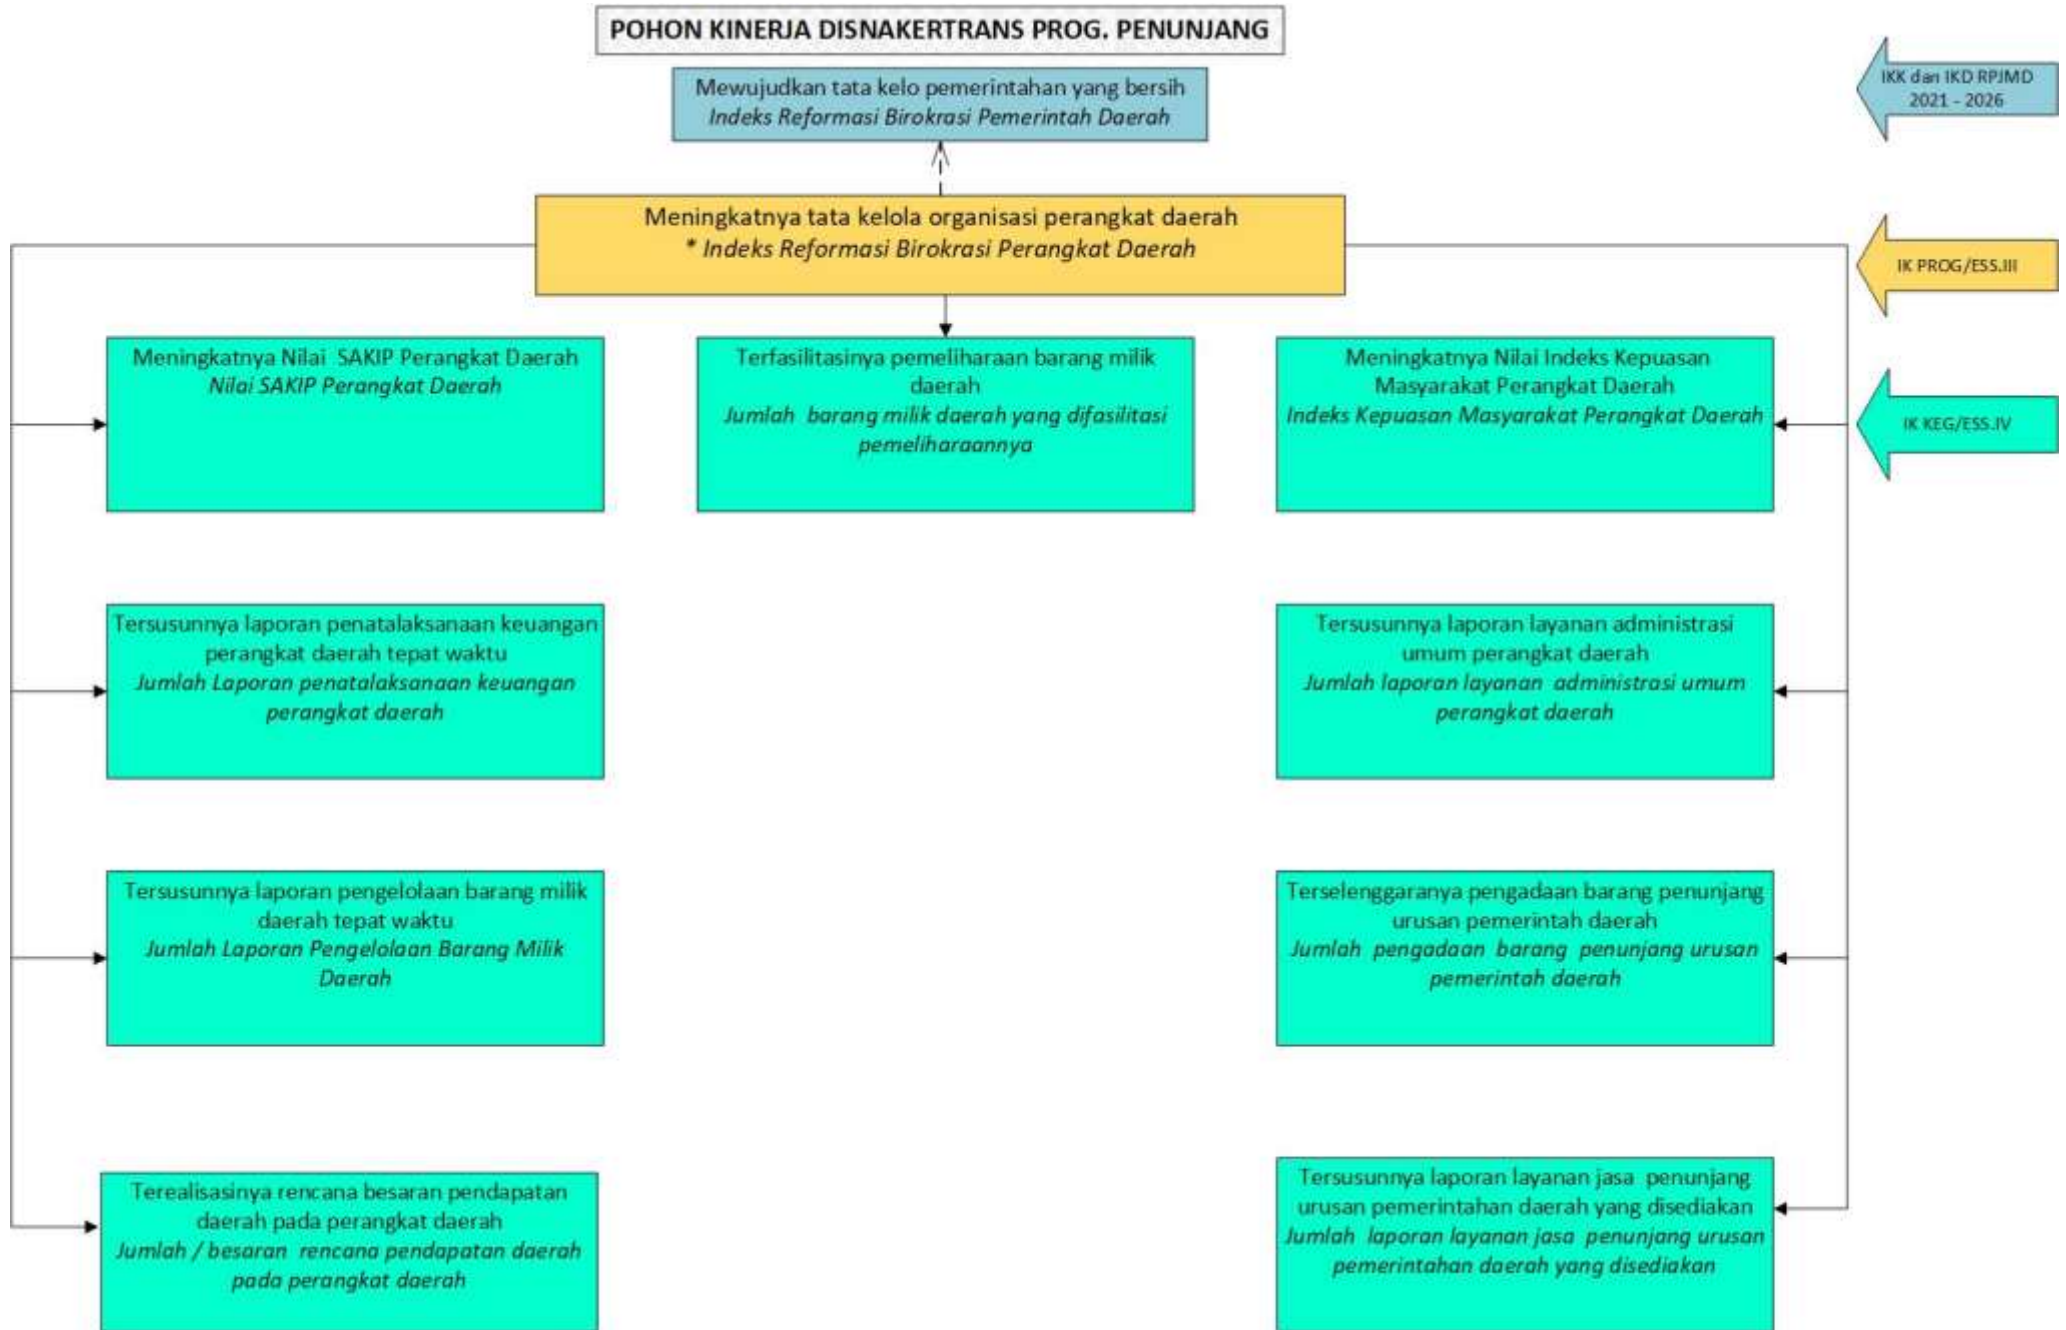 POHON KINERJA DISNAKERTRANS PROG. PENUNJANG
Mewujudkan tata kelo pemerintahan yang bersih
Indeks Reformasi Birokrasi Pemerintah Daerah
IKK dan IKD RPJMD
2021 - 2026
Meningkatnya tata kelola organisasi perangkat daerah
* Indeks Reformasi Birokrasi Perangkat Daerah
IK PROG/ESS.III
Meningkatnya Nilai SAKIP Perangkat Daerah
Nilai SAKIP Perangkat Daerah
Terfasilitasinya pemeliharaan barang milik
daerah
Jumlah barang milik daerah yang difasilitasi
pemeliharaannya
Meningkatnya Nilai Indeks Kepuasan
Masyarakat Perangkat Daerah
Indeks Kepuasan Masyarakat Perangkat Daerah
IK KEG/ESS.IV
Tersusunnya laporan penatalaksanaan keuangan
perangkat daerah tepat waktu
Jumlah Laporan penatalaksanaan keuangan
perangkat daerah
Tersusunnya laporan layanan administrasi
umum perangkat daerah
Jumlah laporan layanan administrasi umum
perangkat daerah
Tersusunnya laporan pengelolaan barang milik
daerah tepat waktu
Jumlah Laporan Pengelolaan Barang Milik
Daerah
Terselenggaranya pengadaan barang penunjang
urusan pemerintah daerah
Jumlah pengadaan barang penunjang urusan
pemerintah daerah
Terealisasinya rencana besaran pendapatan
daerah pada perangkat daerah
Jumlah / besaran rencana pendapatan daerah
pada perangkat daerah
Tersusunnya laporan layanan jasa penunjang
urusan pemerintahan daerah yang disediakan
Jumlah laporan layanan jasa penunjang urusan
pemerintahan daerah yang disediakan